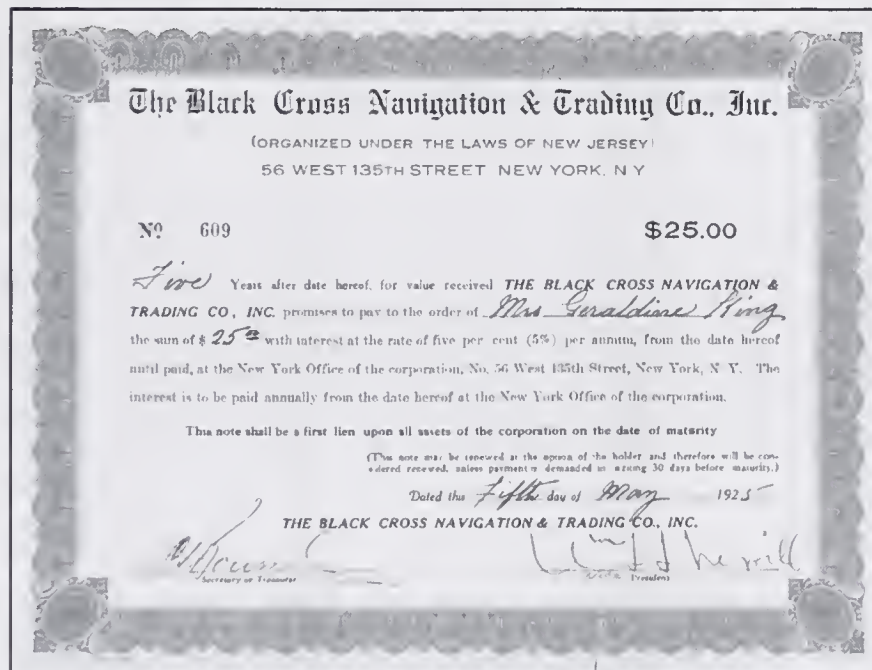 The Black Cross Navigation & Trading Co., Inc.
(ORGANIZED UNDER THE LAWS OF NEW JERSEY)
56 WEST 135TH STREET NEW YORK, N Y
Nº 609 $25.00
Five Years after date hereof, for value received THE BLACK CROSS NAVIGATION &
TRADING CO., INC. promises to pay to the order of Mrs Geraldine King
the sum of $ 25 00 with interest at the rate of five per cent (5%) per annum, from the date hereof
until paid, at the New York Office of the corporation, No. 56 West 135th Street, New York, N. Y. The
interest is to be paid annually from the date hereof at the New York Office of the corporation.
This note shall be a first lien upon all assets of the corporation on the date of maturity
(This note may be renewed at the option of the holder and therefore will be con-
sidered renewed, unless payment is demanded in writing 30 days before maturity.)
Dated this Fifth day of May 1925
THE BLACK CROSS NAVIGATION & TRADING CO., INC.
Secretary or Treasurer President